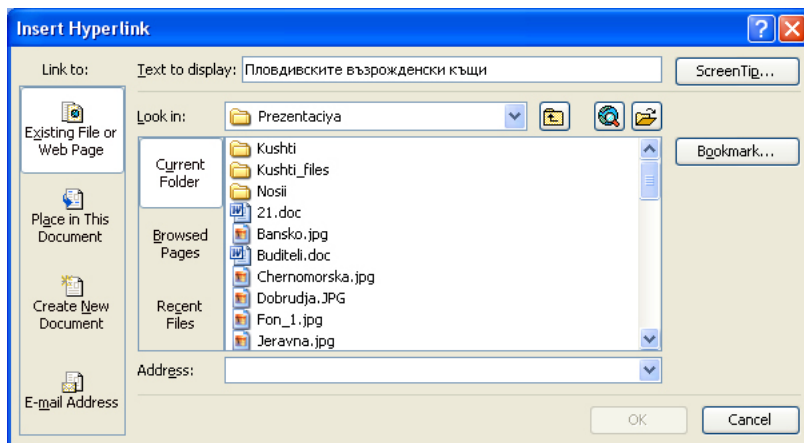 Insert Hyperlink
Link to:
Text to display: Пловдивските възрожденски къщи
ScreenTip...
Existing File or
Web Page
Look in: Prezentaciya
Bookmark...
Current
Folder
Browsed
Pages
Recent
Files
Kushti
Kushti_files
Nosii
21.doc
Bansko.jpg
Buditeli.doc
Chernomorska.jpg
Dobrudja.JPG
Fon_1.jpg
Jeravna.jpg
Place in This
Document
Create New
Document
E-mail Address
Address:
OK
Cancel